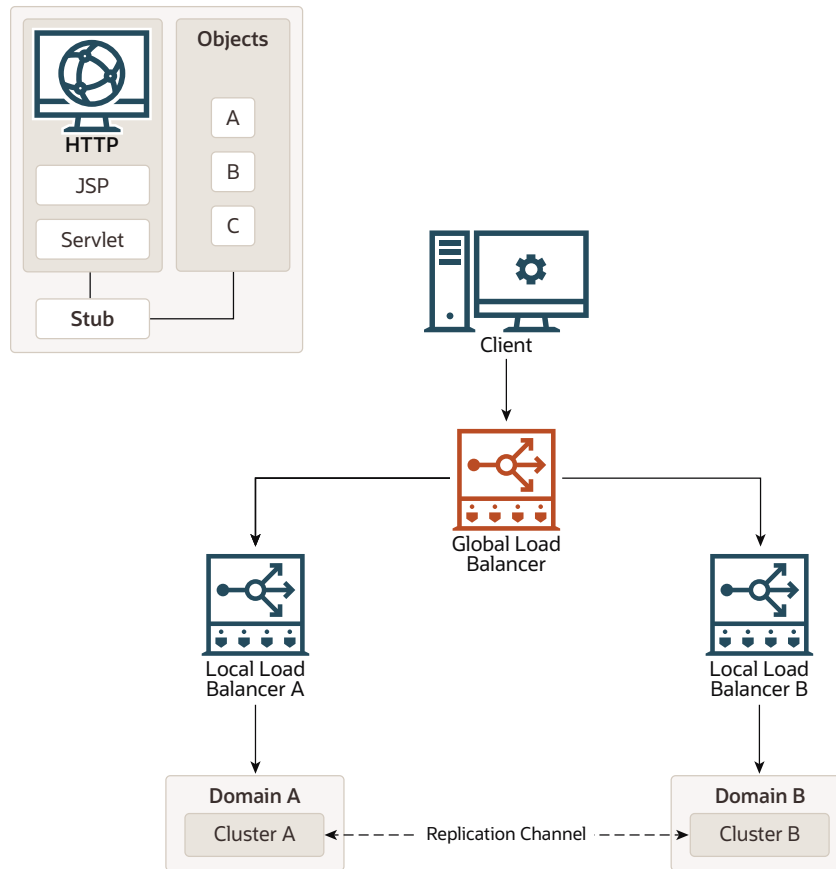 Objects
HTTP
A
JSP
B
Servlet
C
Stub
Client
Global Load
Balancer
Local Load
Balancer A
Local Load
Balancer B
Domain A
Cluster A
Replication Channel
Domain B
Cluster B